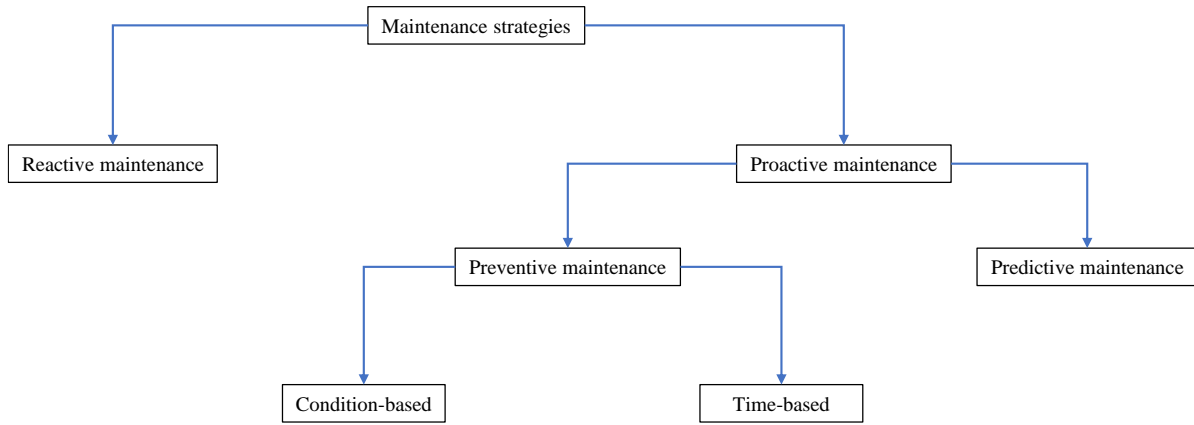 Maintenance strategies
Reactive maintenance
Proactive maintenance
Preventive maintenance
Predictive maintenance
Condition-based
Time-based